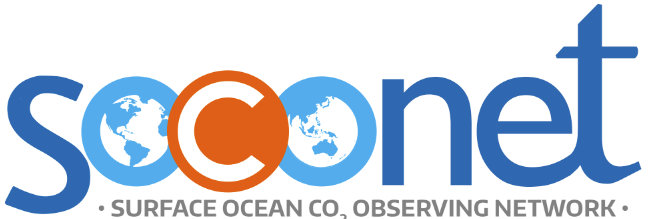 soconet
· SURFACE OCEAN CO₂ OBSERVING NETWORK ·